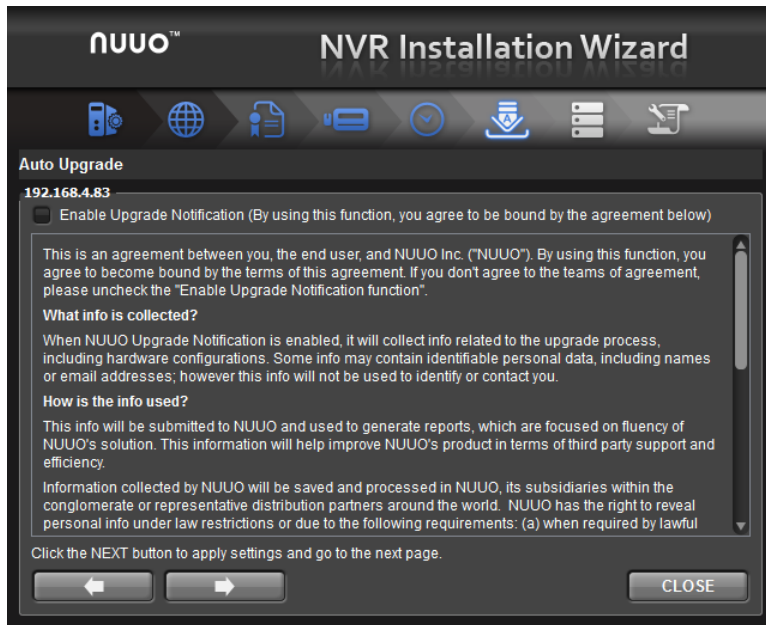 nuuo™
NVR Installation Wizard
Auto Upgrade
192.168.4.83
Enable Upgrade Notification (By using this function, you agree to be bound by the agreement below)
This is an agreement between you, the end user, and NUUO Inc. ("NUUO"). By using this function, you
agree to become bound by the terms of this agreement. If you don't agree to the teams of agreement,
please uncheck the "Enable Upgrade Notification function".
What info is collected?
When NUUO Upgrade Notification is enabled, it will collect info related to the upgrade process,
including hardware configurations. Some info may contain identifiable personal data, including names
or email addresses; however this info will not be used to identify or contact you.
How is the info used?
This info will be submitted to NUUO and used to generate reports, which are focused on fluency of
NUUO's solution. This information will help improve NUUO's product in terms of third party support and
efficiency.
Information collected by NUUO will be saved and processed in NUUO, its subsidiaries within the
conglomerate or representative distribution partners around the world. NUUO has the right to reveal
personal info under law restrictions or due to the following requirements: (a) when required by lawful
Click the NEXT button to apply settings and go to the next page.
CLOSE